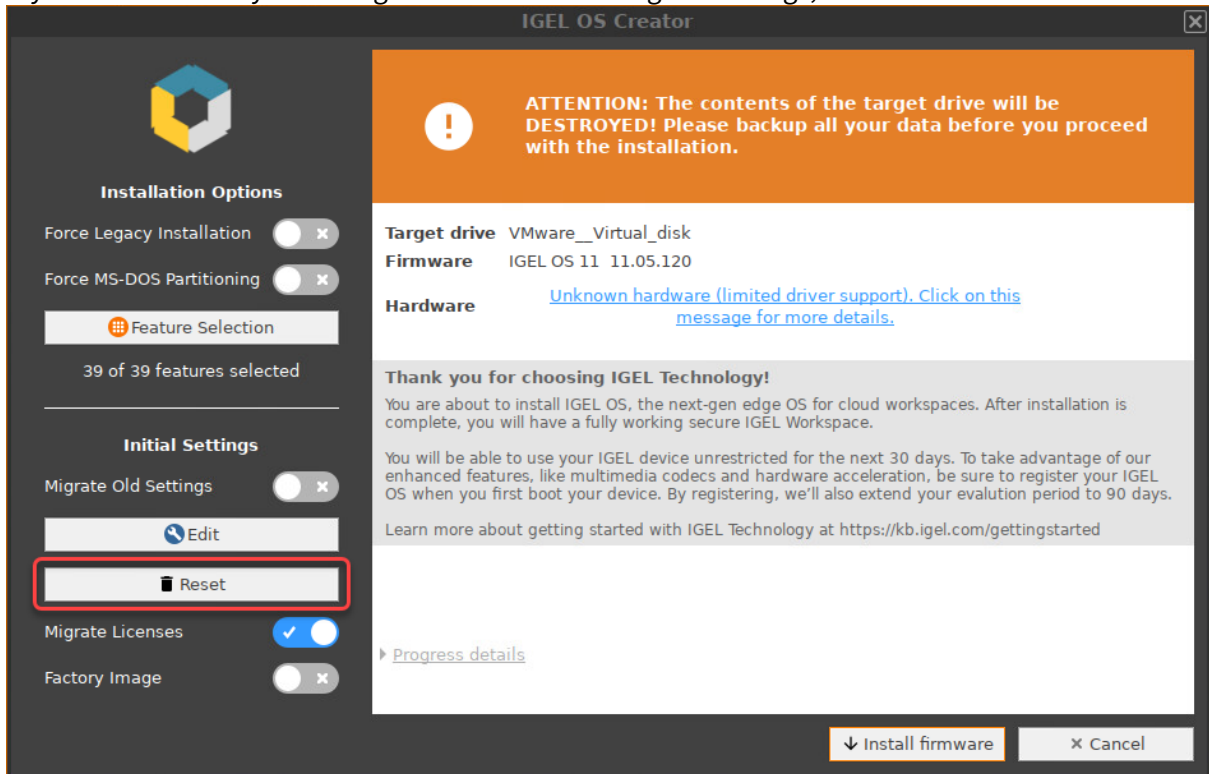 IGEL OS Creator
Installation Options
Force Legacy Installation
Force MS-DOS Partitioning
Feature Selection
39 of 39 features selected
Initial Settings
Migrate Old Settings
Edit
Reset
Migrate Licenses
Factory Image
ATTENTION: The contents of the target drive will be
DESTROYED! Please backup all your data before you proceed
with the installation.
Target drive VMware__Virtual_disk
Firmware IGEL OS 11 11.05.120
Hardware Unknown hardware (limited driver support). Click on this
message for more details.
Thank you for choosing IGEL Technology!
You are about to install IGEL OS, the next-gen edge OS for cloud workspaces. After installation is
complete, you will have a fully working secure IGEL Workspace.
You will be able to use your IGEL device unrestricted for the next 30 days. To take advantage of our
enhanced features, like multimedia codecs and hardware acceleration, be sure to register your IGEL
OS when you first boot your device. By registering, we'll also extend your evalution period to 90 days.
Learn more about getting started with IGEL Technology at https://kb.igel.com/gettingstarted
Progress details
Install firmware
Cancel